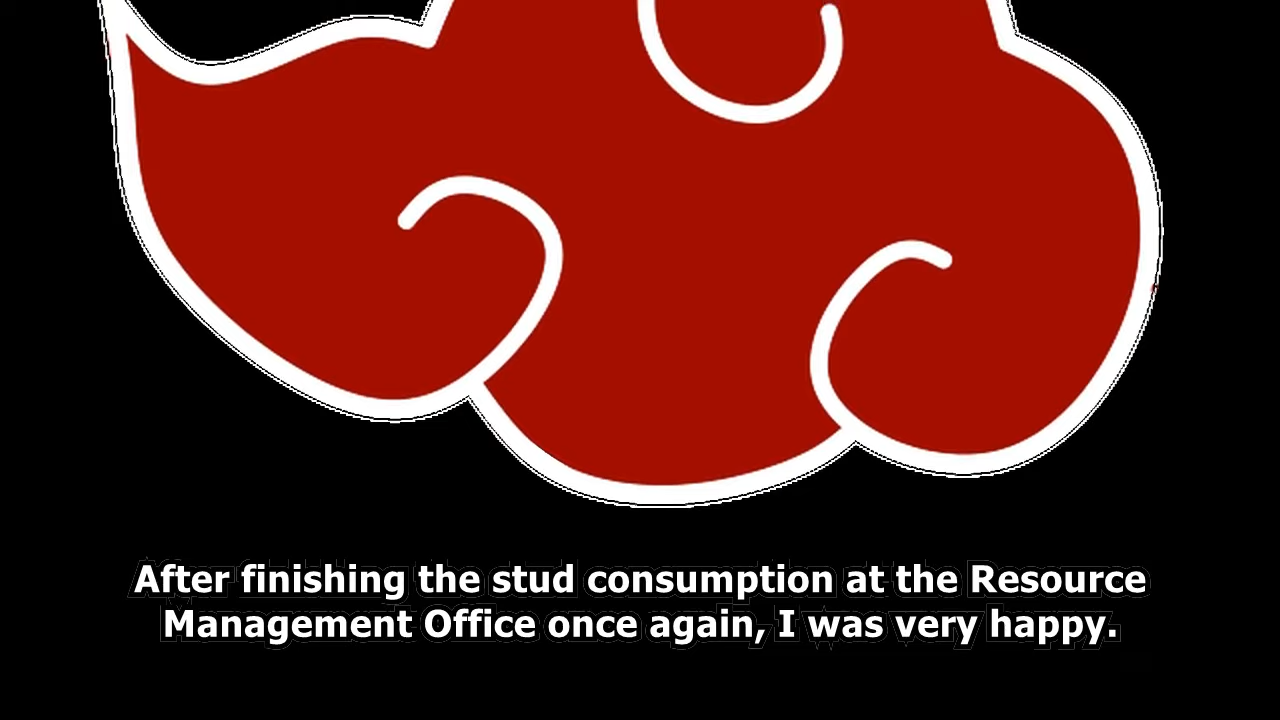 After finishing the stud consumption at the Resource
Management Office once again, I was very happy.